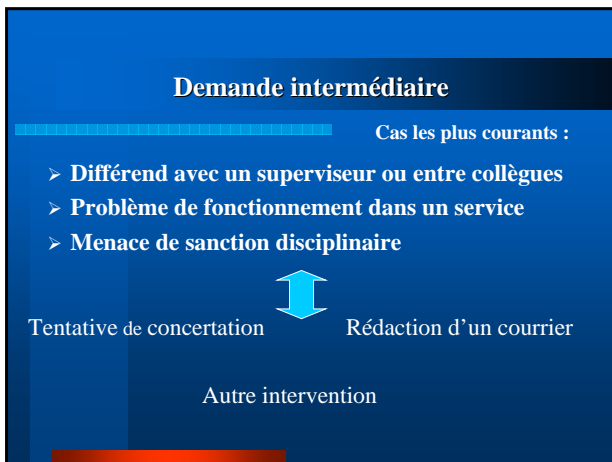 Demande intermédiaire
Cas les plus courants :
➢ Différend avec un superviseur ou entre collègues
➢ Problème de fonctionnement dans un service
➢ Menace de sanction disciplinaire
Tentative de concertation Rédaction d’un courrier
Autre intervention